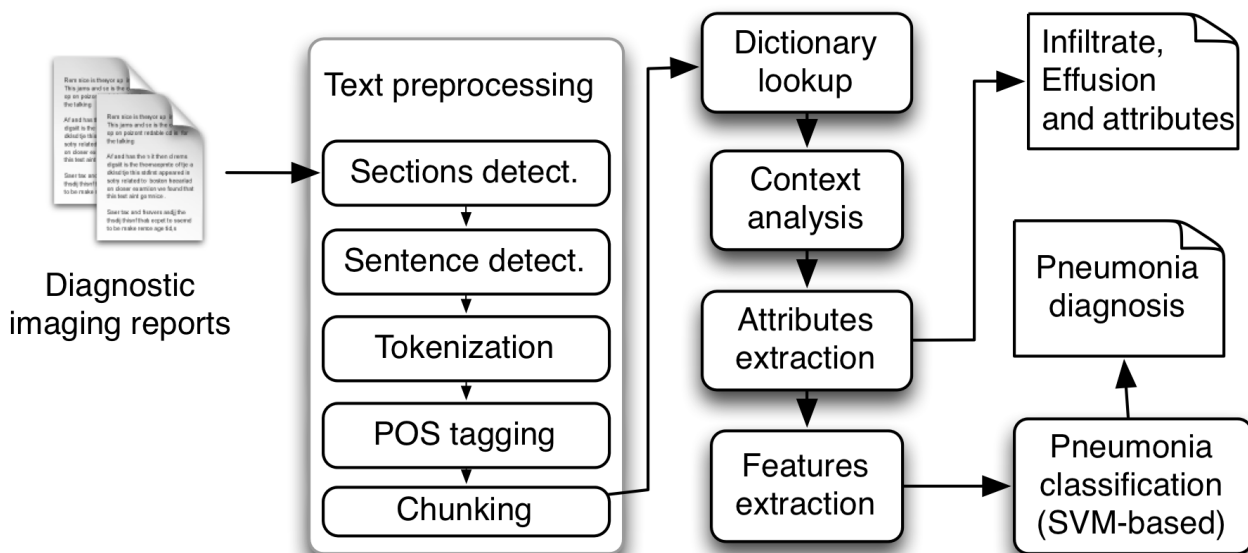 Diagnostic
imaging reports
Text preprocessing
Sections detect.
Sentence detect.
Tokenization
POS tagging
Chunking
Dictionary
lookup
Context
analysis
Attributes
extraction
Features
extraction
Infiltrate,
Effusion
and attributes
Pneumonia
diagnosis
Pneumonia
classification
(SVM-based)